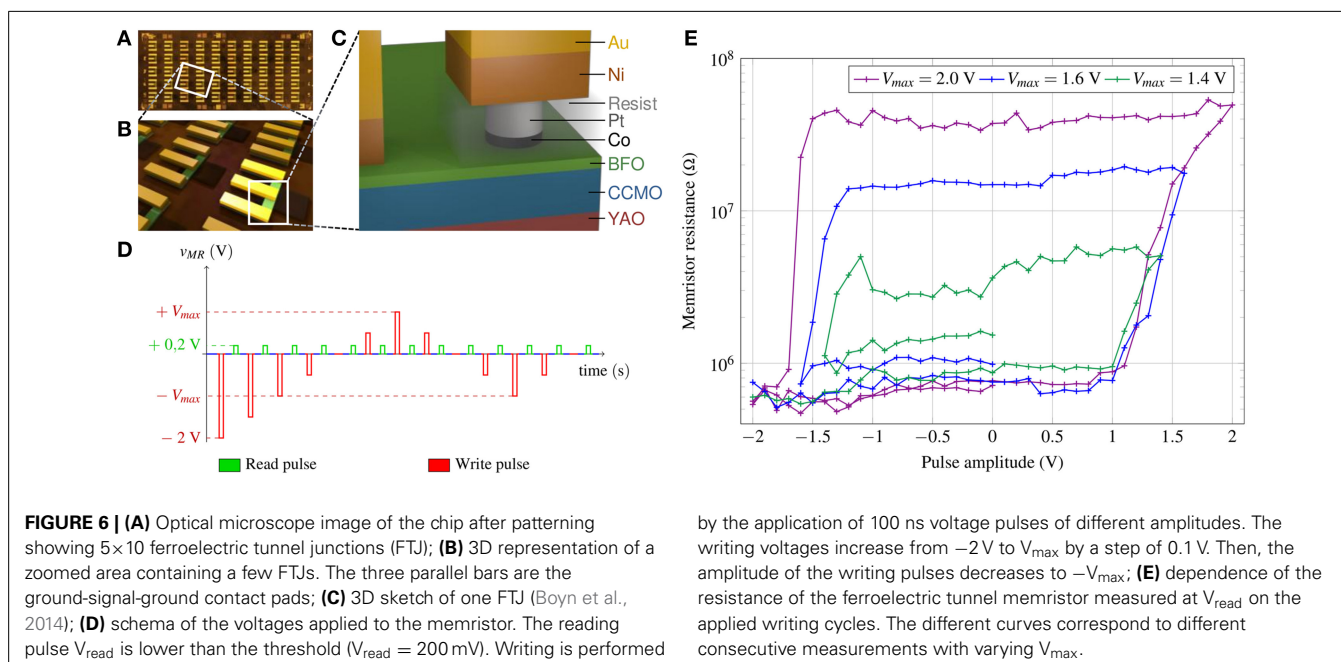 A
B
C
Au
Ni
Resist
Pt
Co
BFO
CCMO
YAO
D
v_MR (V)
+ V_max
+ 0,2 V
− V_max
− 2 V
time (s)
Read pulse
Write pulse
E
V_max = 2.0 V
V_max = 1.6 V
V_max = 1.4 V
10^8
10^7
10^6
Memristor resistance (Ω)
−2 −1.5 −1 −0.5 0 0.5 1 1.5 2
Pulse amplitude (V)
FIGURE 6 | (A) Optical microscope image of the chip after patterning
showing 5×10 ferroelectric tunnel junctions (FTJ); (B) 3D representation of a
zoomed area containing a few FTJs. The three parallel bars are the
ground-signal-ground contact pads; (C) 3D sketch of one FTJ (Boyn et al.,
2014); (D) schema of the voltages applied to the memristor. The reading
pulse V_read is lower than the threshold (V_read = 200 mV). Writing is performed
by the application of 100 ns voltage pulses of different amplitudes. The
writing voltages increase from −2 V to V_max by a step of 0.1 V. Then, the
amplitude of the writing pulses decreases to −V_max; (E) dependence of the
resistance of the ferroelectric tunnel memristor measured at V_read on the
applied writing cycles. The different curves correspond to different
consecutive measurements with varying V_max.